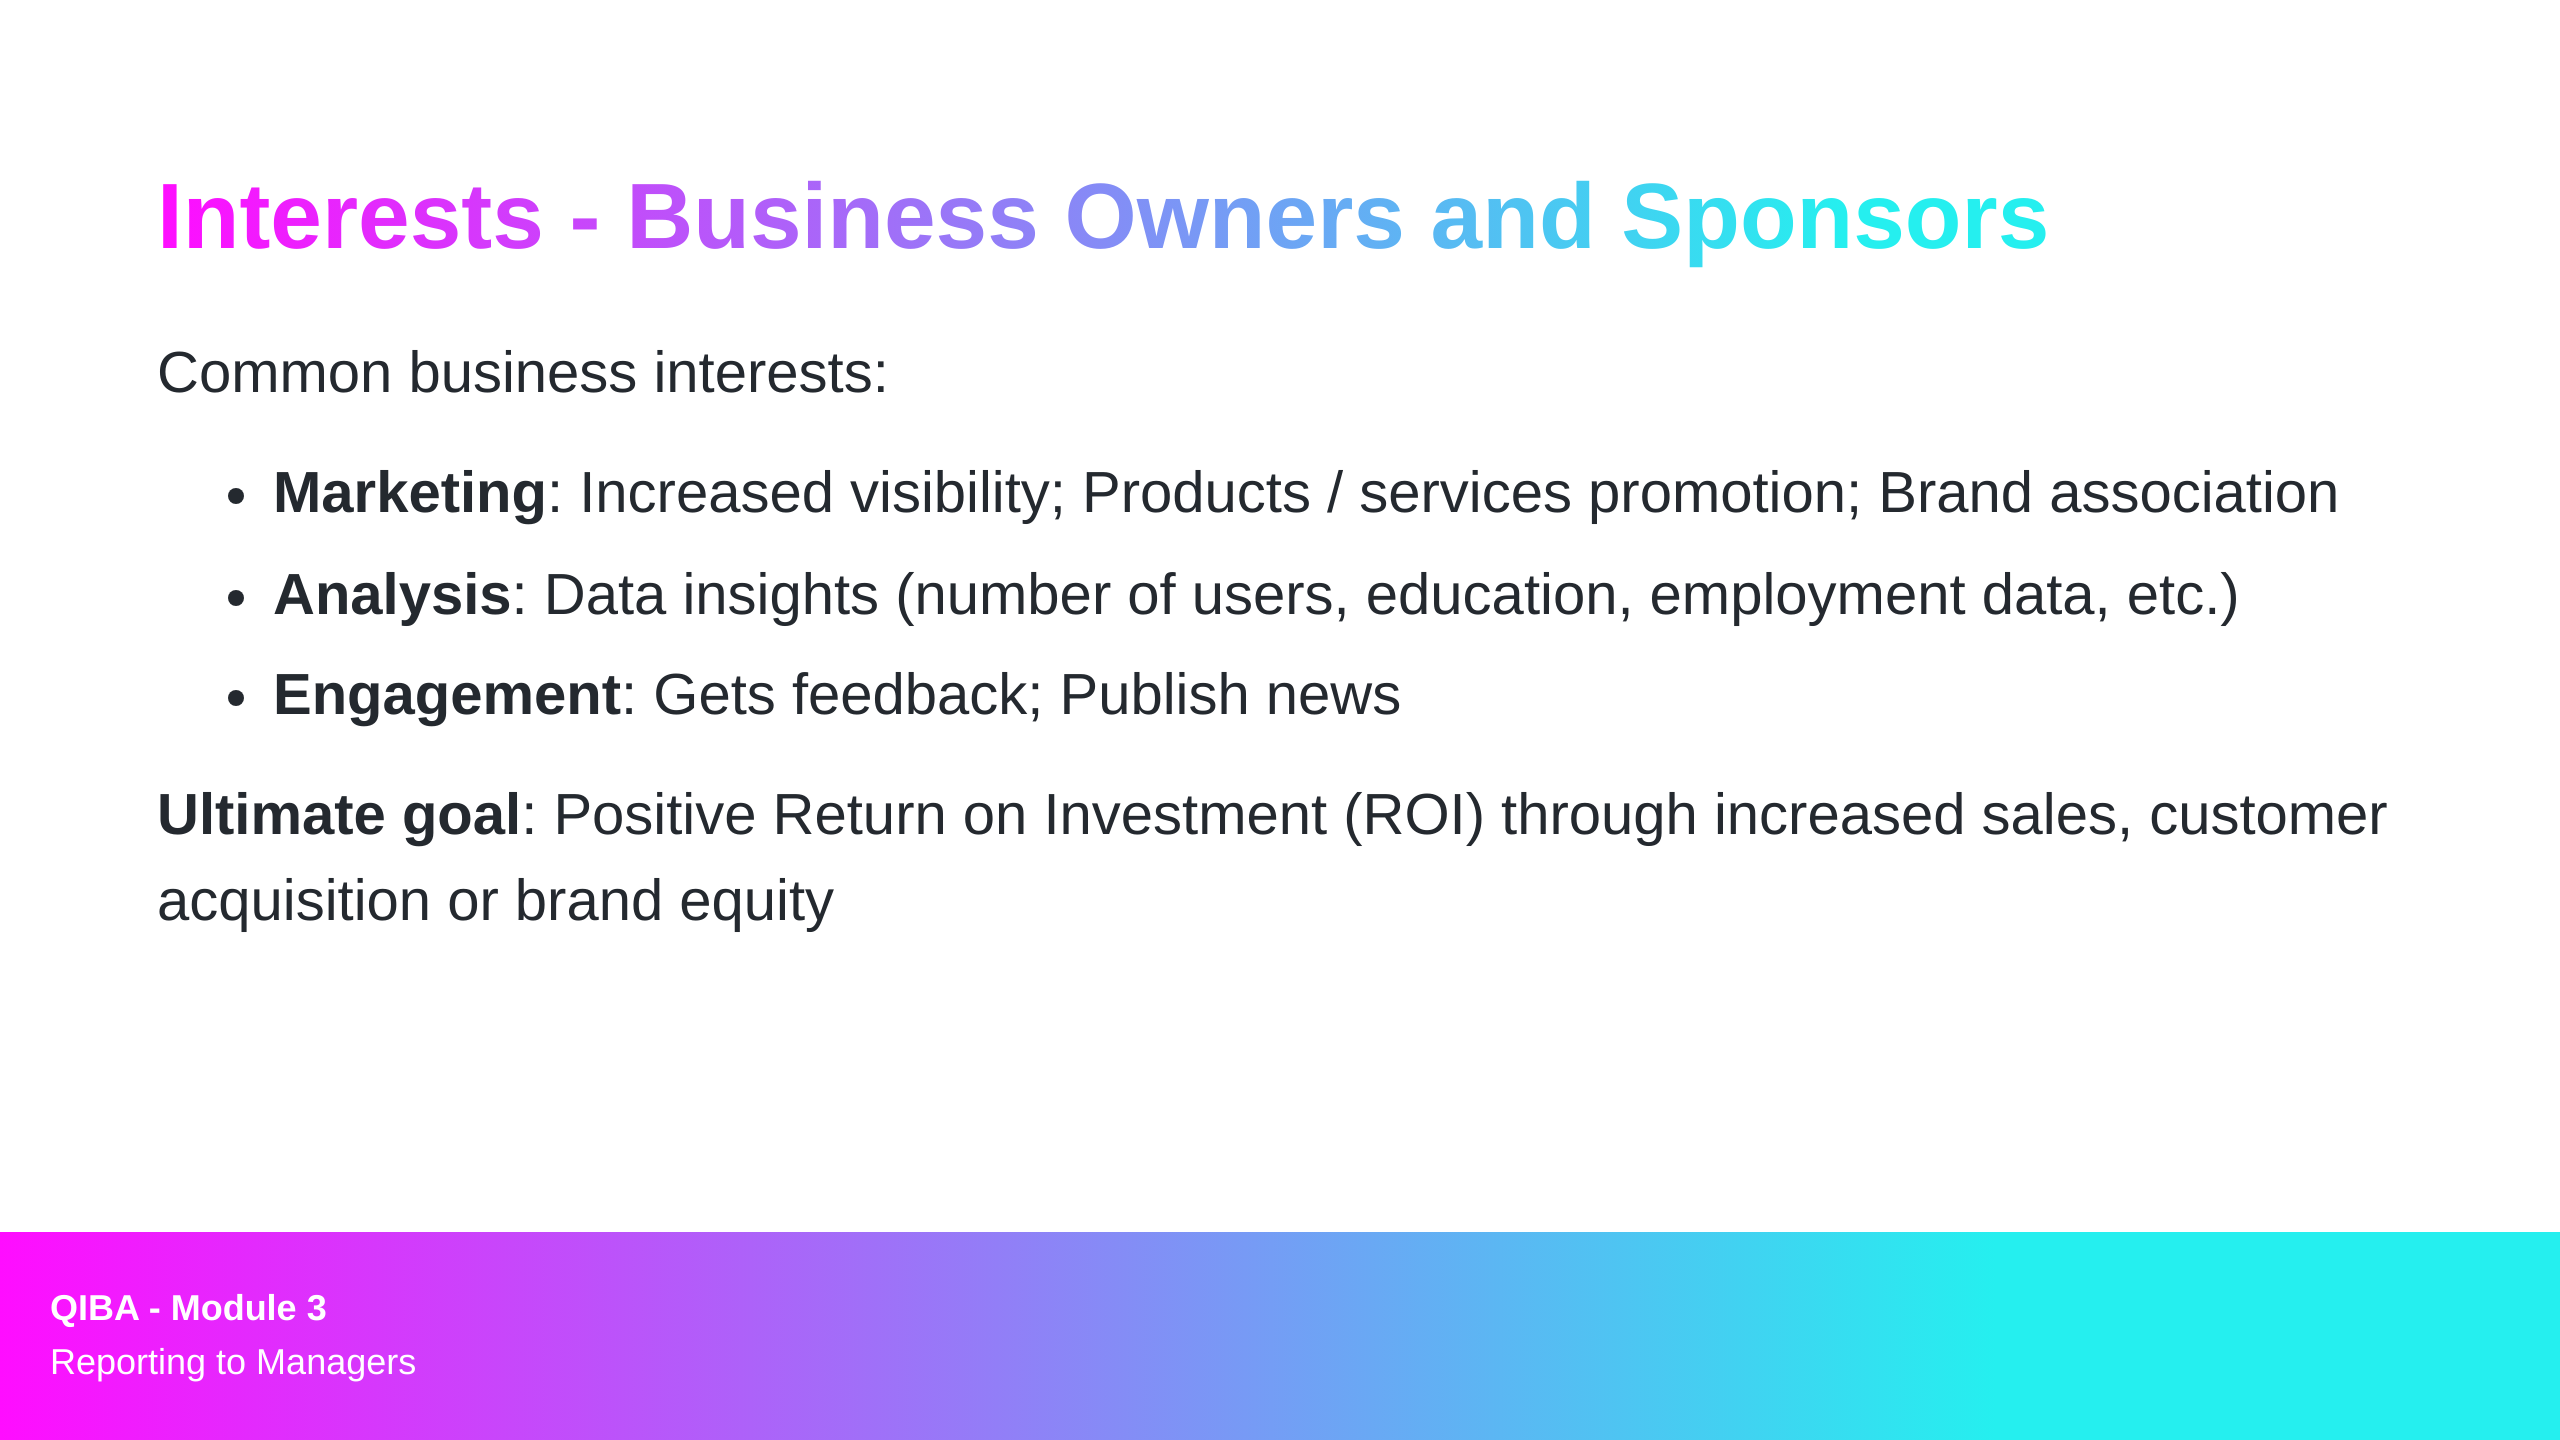 Interests - Business Owners and Sponsors
Common business interests:
• Marketing: Increased visibility; Products / services promotion; Brand association
• Analysis: Data insights (number of users, education, employment data, etc.)
• Engagement: Gets feedback; Publish news
Ultimate goal: Positive Return on Investment (ROI) through increased sales, customer
acquisition or brand equity
QIBA - Module 3
Reporting to Managers